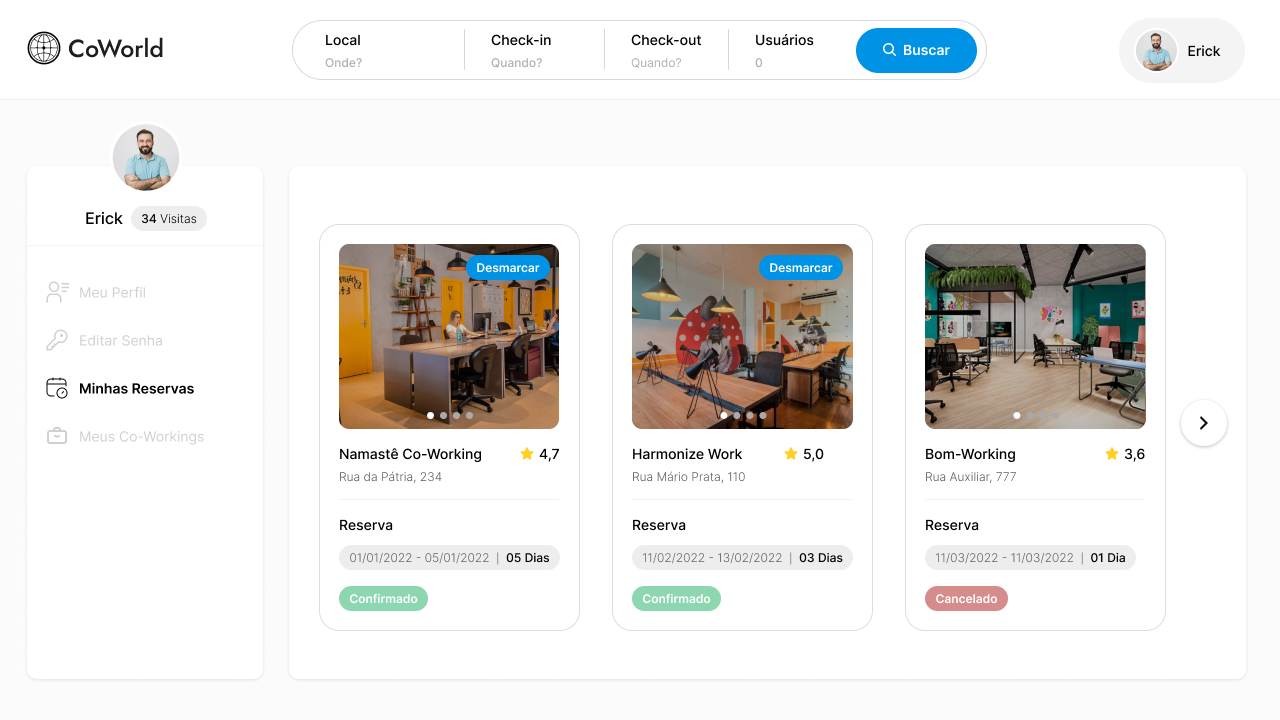 CoWorld
Local
Onde?
Check-in
Quando?
Check-out
Quando?
Usuários
0
Buscar
Erick
Erick
34 Visitas
Meu Perfil
Editar Senha
Minhas Reservas
Meus Co-Workings
Desmarcar
Namastê Co-Working
4,7
Rua da Pátria, 234
Reserva
01/01/2022 - 05/01/2022 | 05 Dias
Confirmado
Desmarcar
Harmonize Work
5,0
Rua Mário Prata, 110
Reserva
11/02/2022 - 13/02/2022 | 03 Dias
Confirmado
Bom-Working
3,6
Rua Auxiliar, 777
Reserva
11/03/2022 - 11/03/2022 | 01 Dia
Cancelado